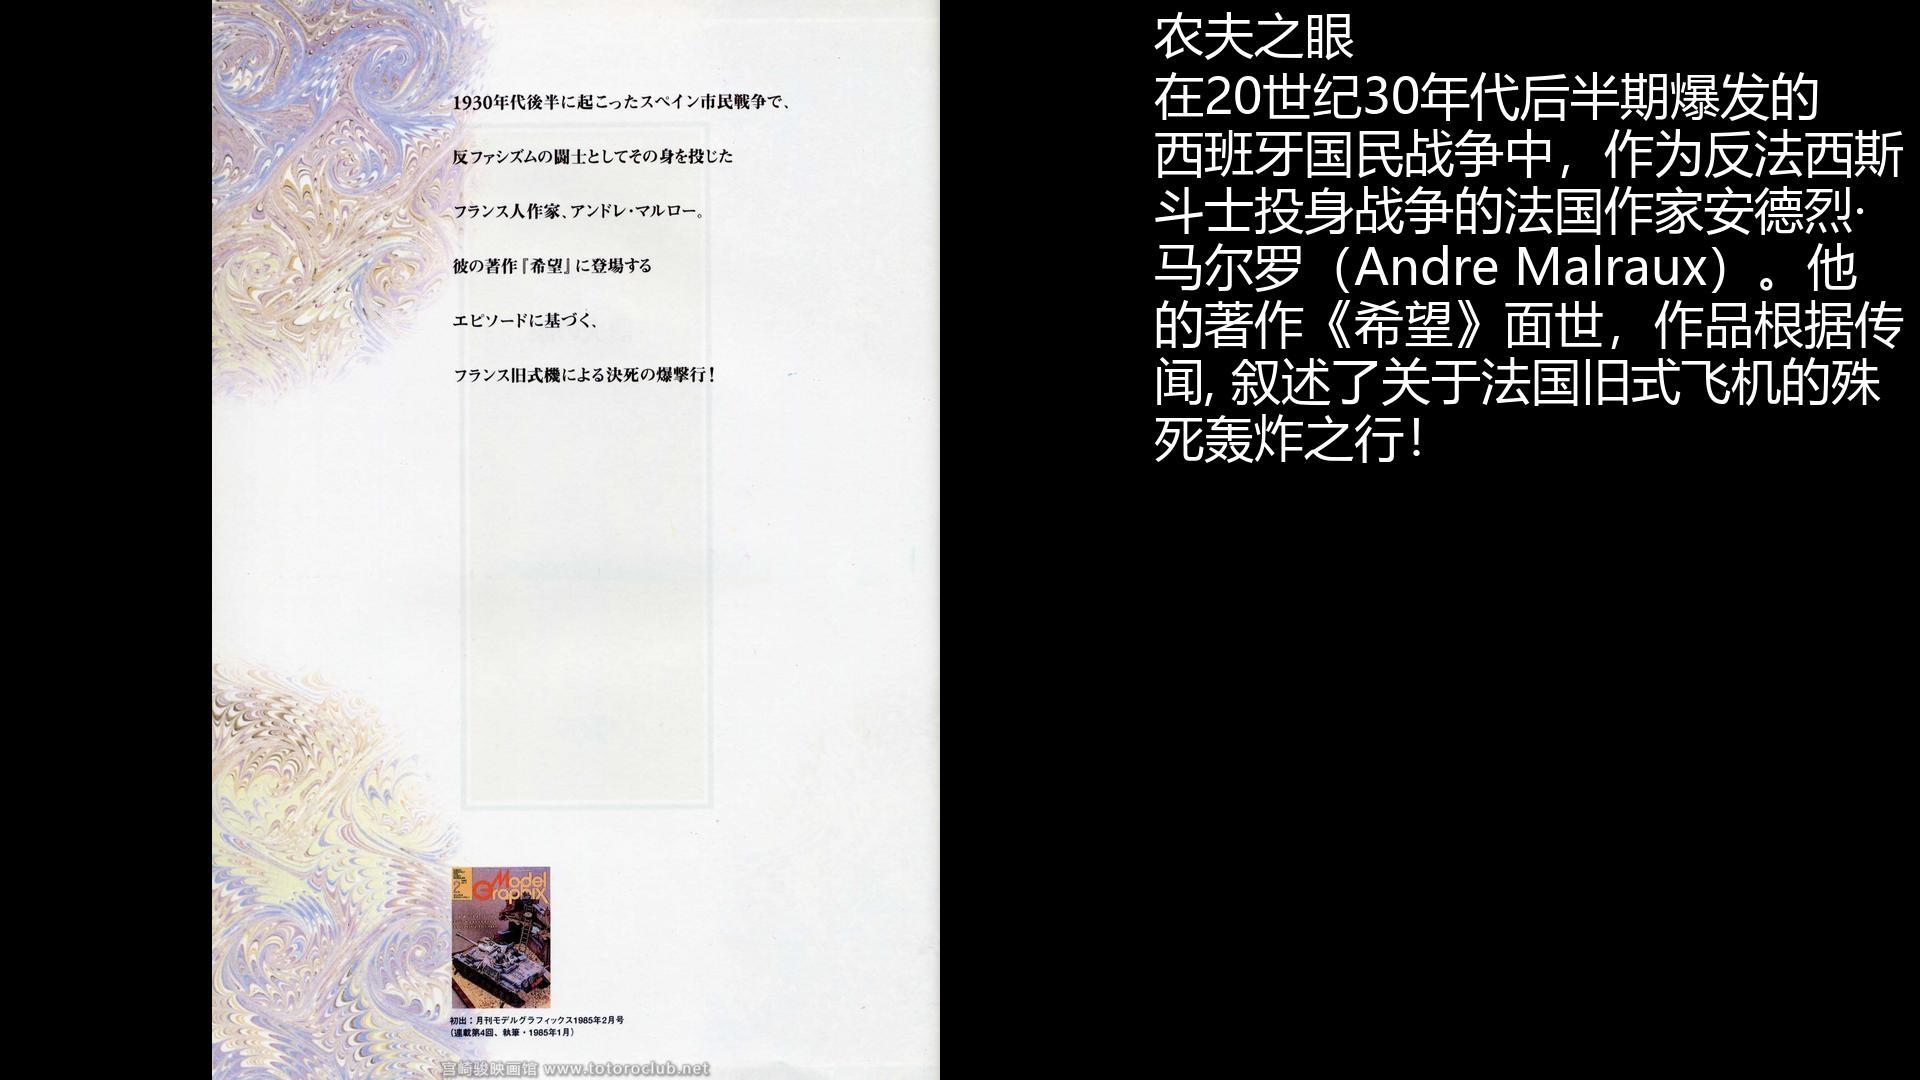 1930年代後半に起こったスペイン市民戦争で、
反ファシズムの闘士としてその身を投じた
フランス人作家、アンドレ・マルロー。
彼の著作『希望』に登場する
エピソードに基づく、
フランス旧式機による決死の爆撃行！
2
Model
Graphix
初出：月刊モデルグラフィックス1985年2月号
（連載第4回、執筆・1985年1月）
宫崎骏映画馆 www.totoroclub.net
农夫之眼
在20世纪30年代后半期爆发的
西班牙国民战争中，作为反法西斯
斗士投身战争的法国作家安德烈·
马尔罗（Andre Malraux）。他
的著作《希望》面世，作品根据传
闻, 叙述了关于法国旧式飞机的殊
死轰炸之行！